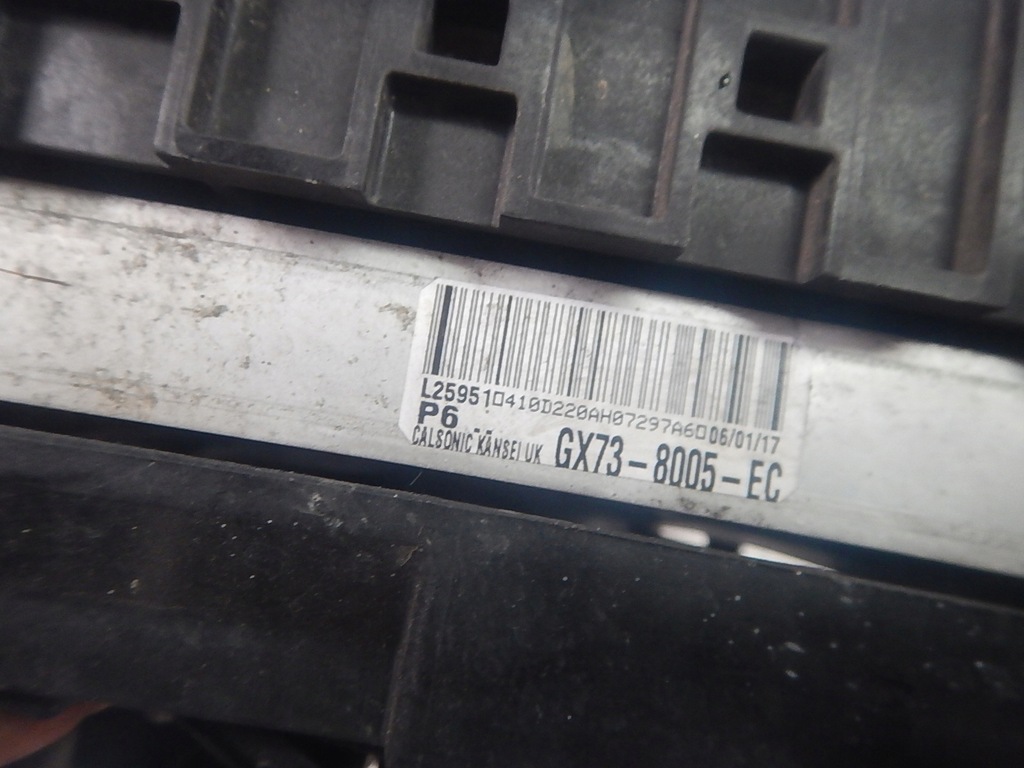 L25951□410D220AH07297A6□06/01/17
P6
CALSONIC KANSEI UK GX73-8005-EC